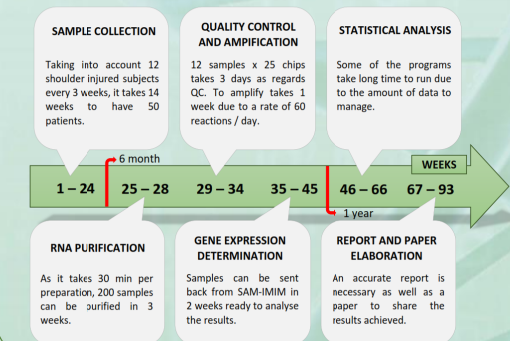 SAMPLE COLLECTION
Taking into account 12
shoulder injured subjects
every 3 weeks, it takes 14
weeks to have 50
patients.
QUALITY CONTROL
AND AMPIFICATION
12 samples x 25 chips
takes 3 days as regards
QC. To amplify takes 1
week due to a rate of 60
reactions / day.
STATISTICAL ANALYSIS
Some of the programs
take long time to run due
to the amount of data to
manage.
6 month
WEEKS
1 – 24
25 – 28
29 – 34
35 – 45
46 – 66
67 – 93
1 year
RNA PURIFICATION
As it takes 30 min per
preparation, 200 samples
can be purified in 3
weeks.
GENE EXPRESSION
DETERMINATION
Samples can be sent
back from SAM-IMIM in
2 weeks ready to analyse
the results.
REPORT AND PAPER
ELABORATION
An accurate report is
necessary as well as a
paper to share the
results achieved.